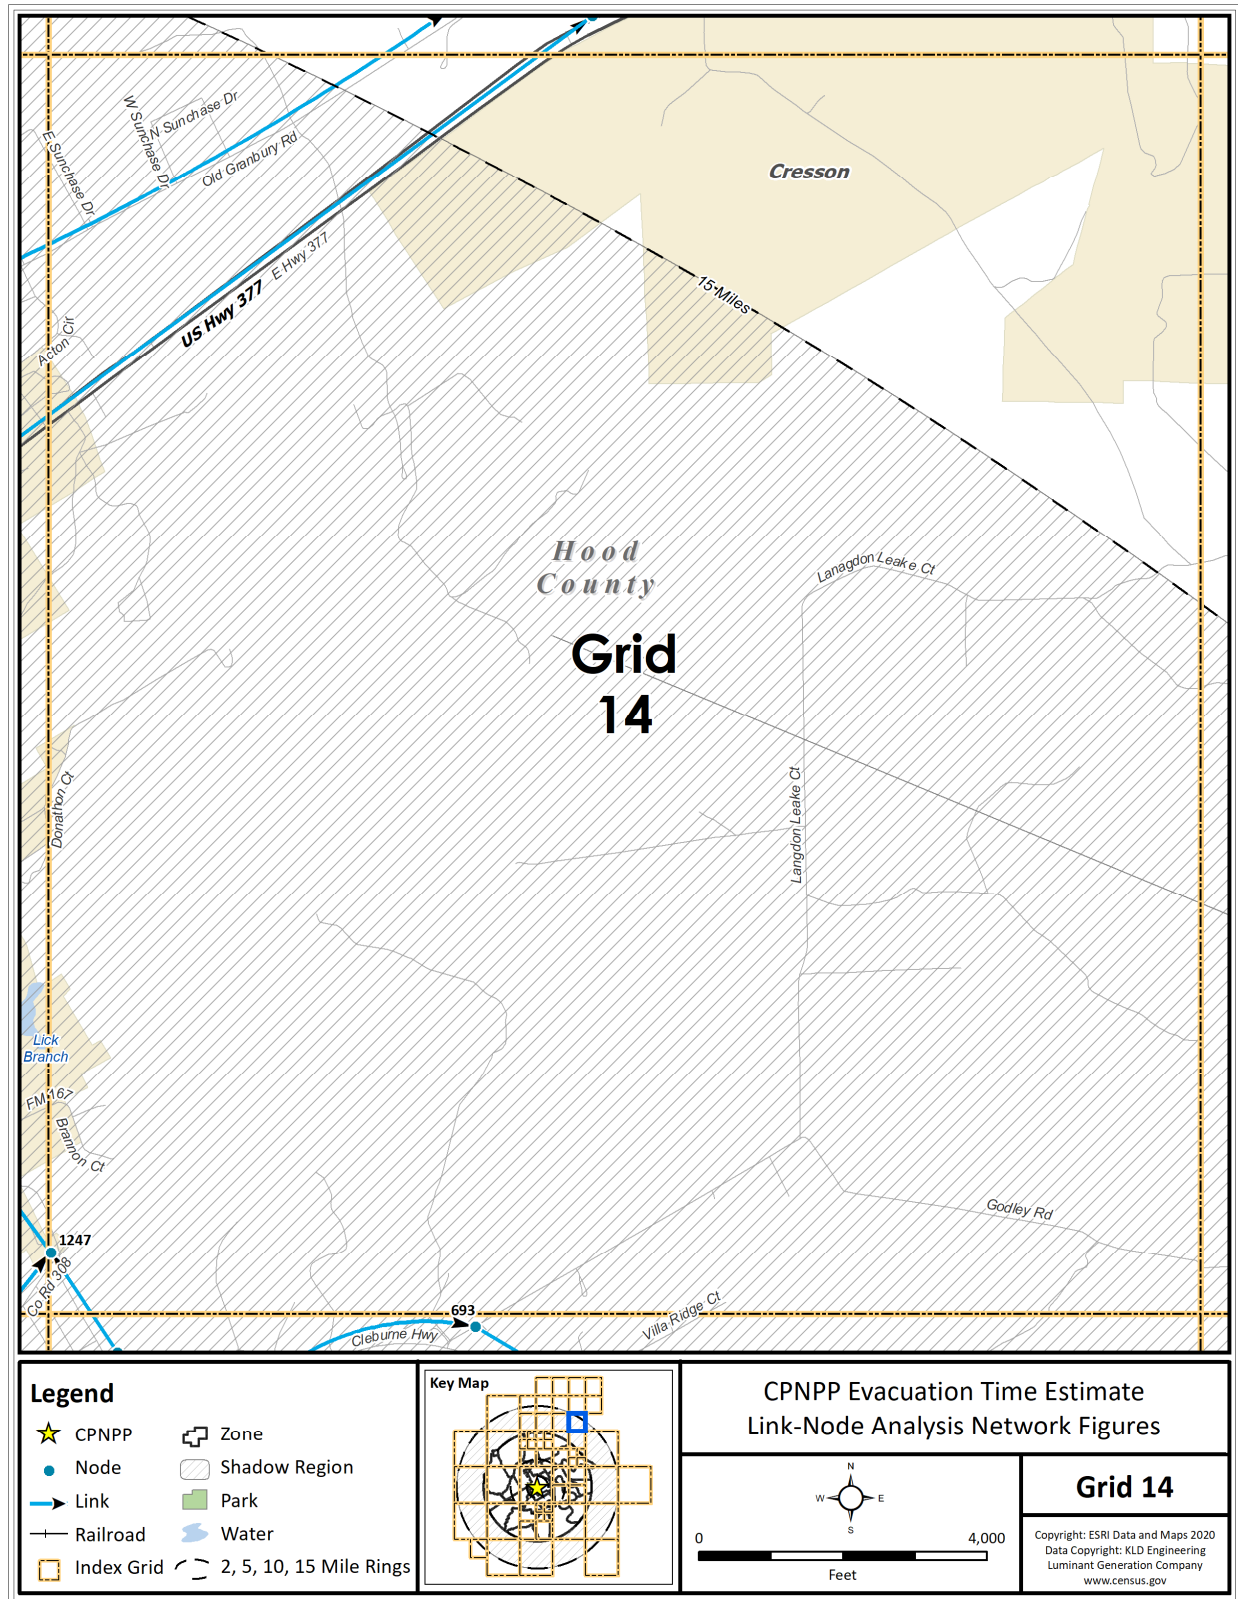 N Sunchase Dr
W Sunchase Dr
E Sunchase Dr
Old Granbury Rd
Cresson
E Hwy 377
US Hwy 377
15 Miles
Acton Cir
Hood
County
Lanagdon Leake Ct
Grid
14
Donathon Ct
Langdon Leake Ct
Lick
Branch
FM 167
Brannon Ct
Godley Rd
1247
Co Rd 308
693
Cleburne Hwy
Villa Ridge Ct
Legend
CPNPP
Node
Link
Railroad
Index Grid
Zone
Shadow Region
Park
Water
2, 5, 10, 15 Mile Rings
Key Map
CPNPP Evacuation Time Estimate
Link-Node Analysis Network Figures
N
W E
S
0 4,000
Feet
Grid 14
Copyright: ESRI Data and Maps 2020
Data Copyright: KLD Engineering
Luminant Generation Company
www.census.gov